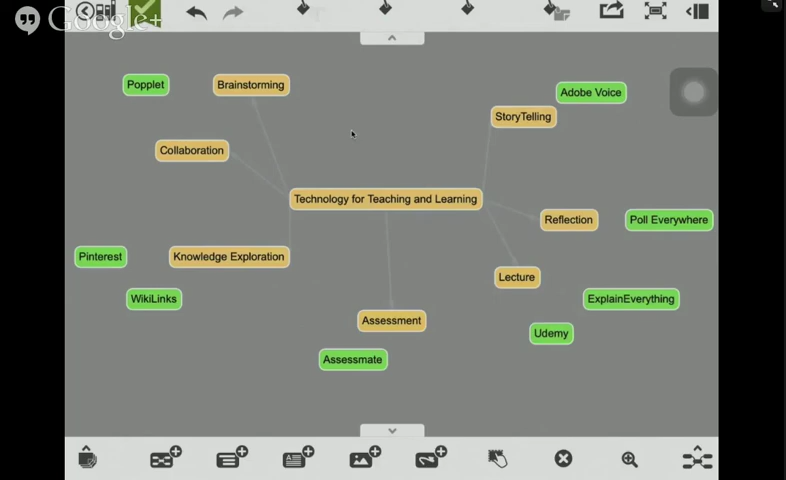 Google+
Popplet
Brainstorming
Adobe Voice
StoryTelling
Collaboration
Technology for Teaching and Learning
Reflection
Poll Everywhere
Pinterest
Knowledge Exploration
Lecture
WikiLinks
ExplainEverything
Assessment
Udemy
Assessmate